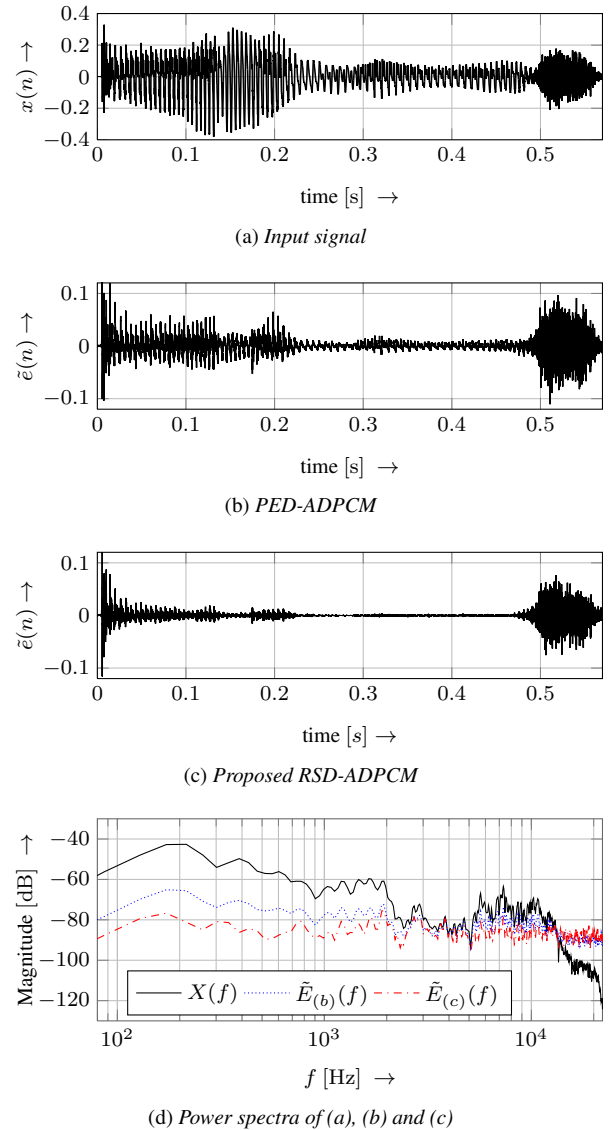 0.4
0.2
0
−0.2
−0.4
x(n) →
0 0.1 0.2 0.3 0.4 0.5
time [s] →
(a) Input signal
0.1
0
−0.1
ẽ(n) →
0 0.1 0.2 0.3 0.4 0.5
time [s] →
(b) PED-ADPCM
0.1
0
−0.1
ẽ(n) →
0 0.1 0.2 0.3 0.4 0.5
time [s] →
(c) Proposed RSD-ADPCM
−40
−60
−80
−100
−120
Magnitude [dB] →
X(f) Ẽ(b)(f) Ẽ(c)(f)
10² 10³ 10⁴
f [Hz] →
(d) Power spectra of (a), (b) and (c)